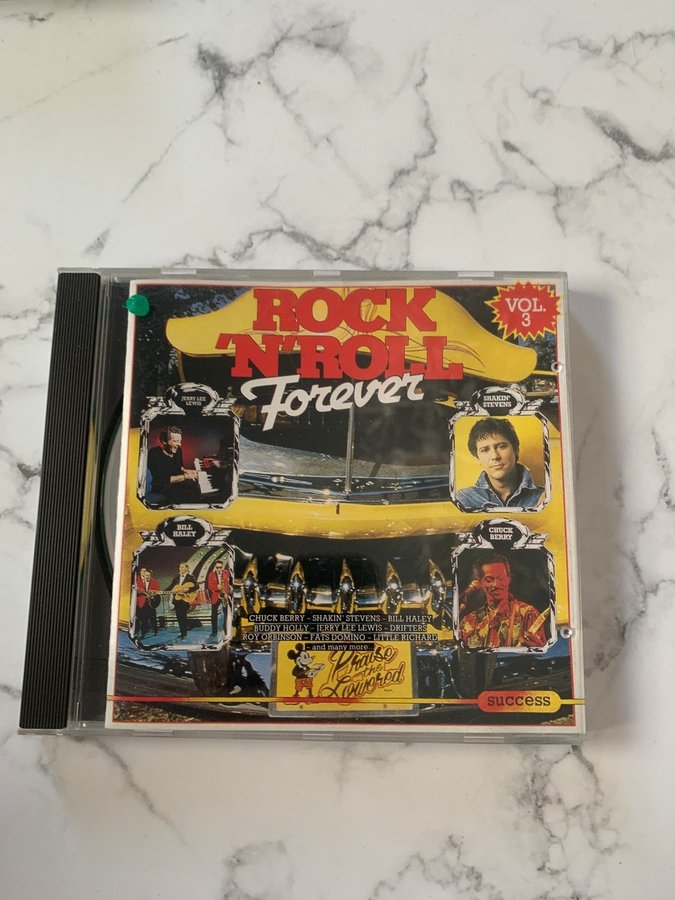 ROCK
'N' ROLL
Forever
VOL.
3
JERRY LEE
LEWIS
SHAKIN'
STEVENS
BILL
HALEY
CHUCK
BERRY
CHUCK BERRY - SHAKIN' STEVENS - BILL HALEY
BUDDY HOLLY - JERRY LEE LEWIS - DRIFTERS
ROY ORBINSON - FATS DOMINO - LITTLE RICHARD
- and many more...
Praise
the
Lowered
success